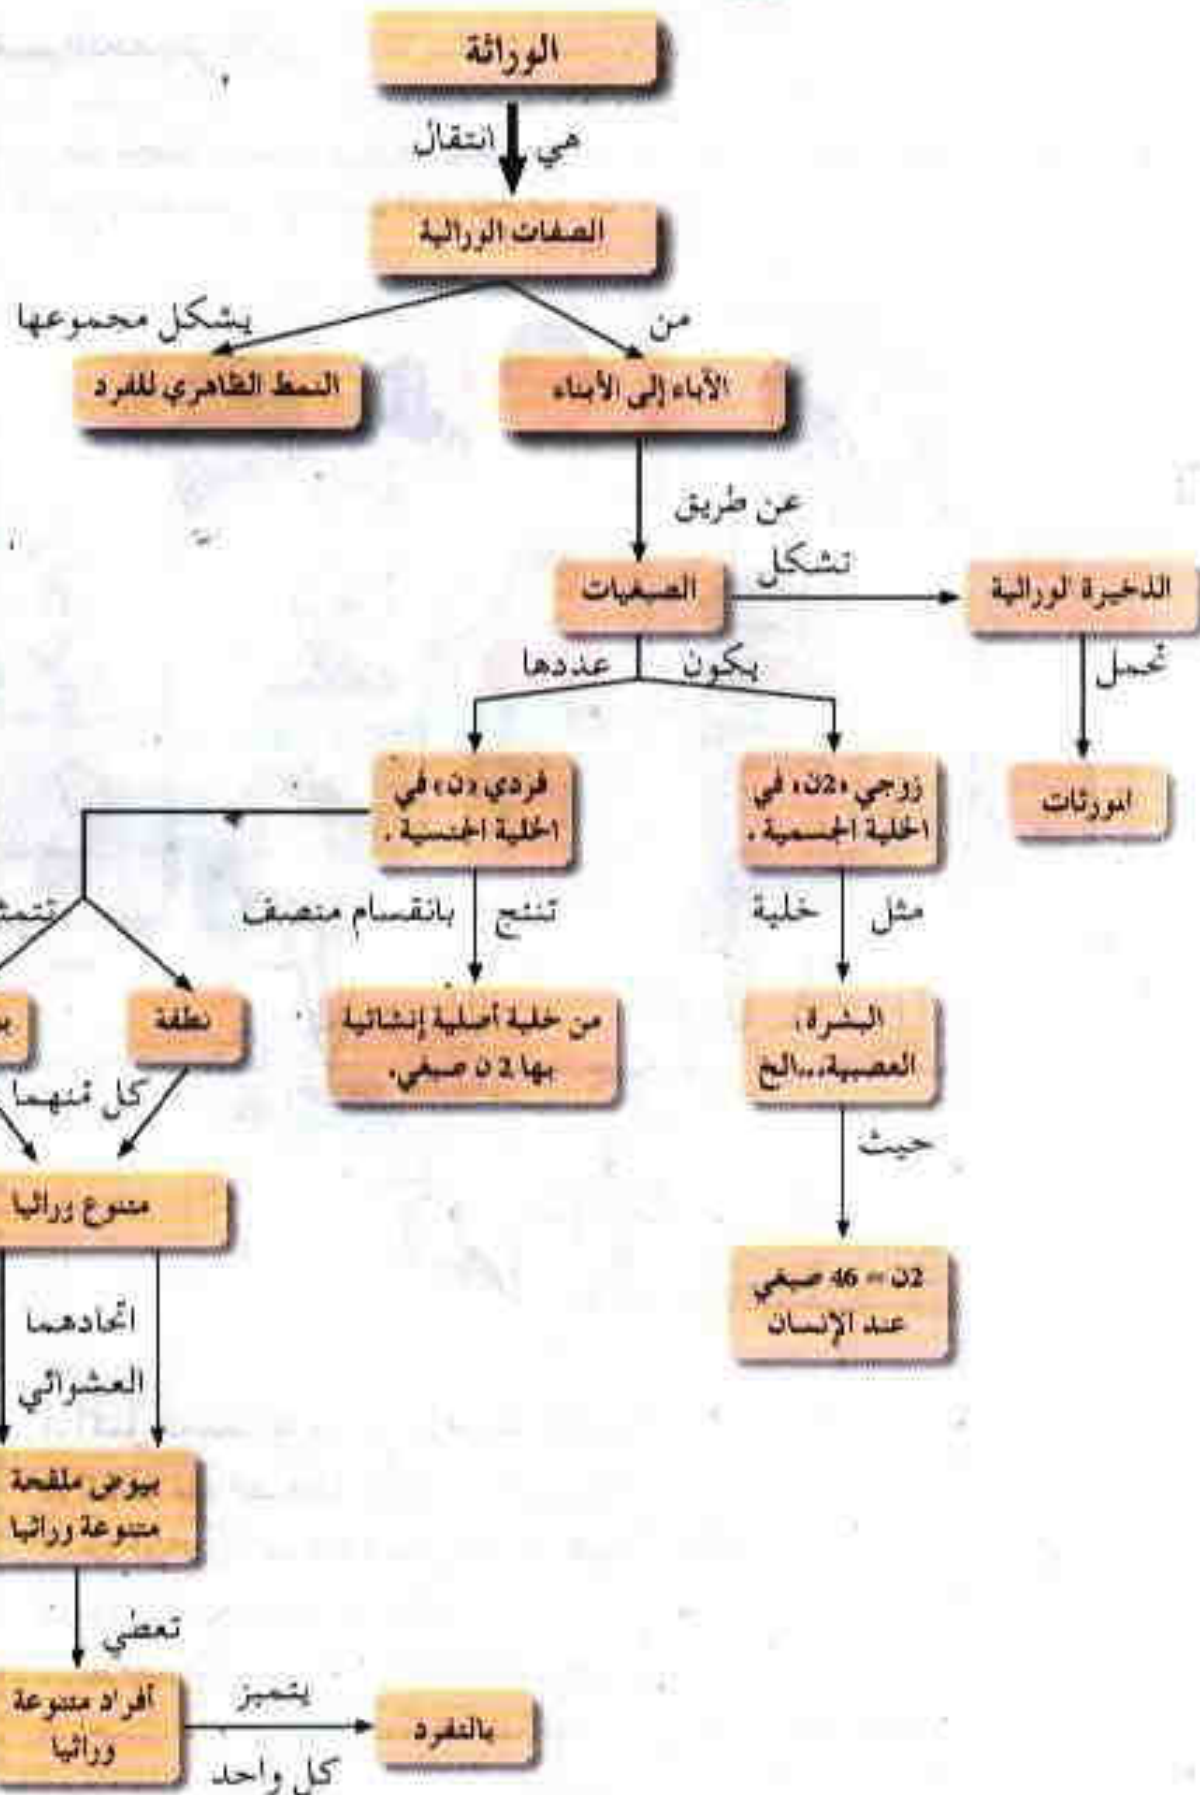 الوراثة
هي انتقال
الصفات الوراثية
من
يشكل مجموعها
الآباء إلى الأبناء
النمط الظاهري للفرد
عن طريق
الصبغيات
تشكل
الذخيرة الوراثية
تحمل
المورثات
يكون عددها
زوجي «2ن» في
الخلية الجسمية .
فردي «ن» في
الخلية الجنسية .
مثل خلية
تنتج بانقسام منصف
البشرة ،
العصبية...الخ
من خلية أصلية إنشائية
بها 2 ن صبغي.
نطفة
كل منهما
حيث
2ن = 46 صبغي
عند الإنسان
متنوع وراثيا
اتحادهما
العشوائي
بيوض ملقحة
متنوعة وراثيا
تعطي
أفراد متنوعة
وراثيا
يتميز
كل واحد
بالتفرد